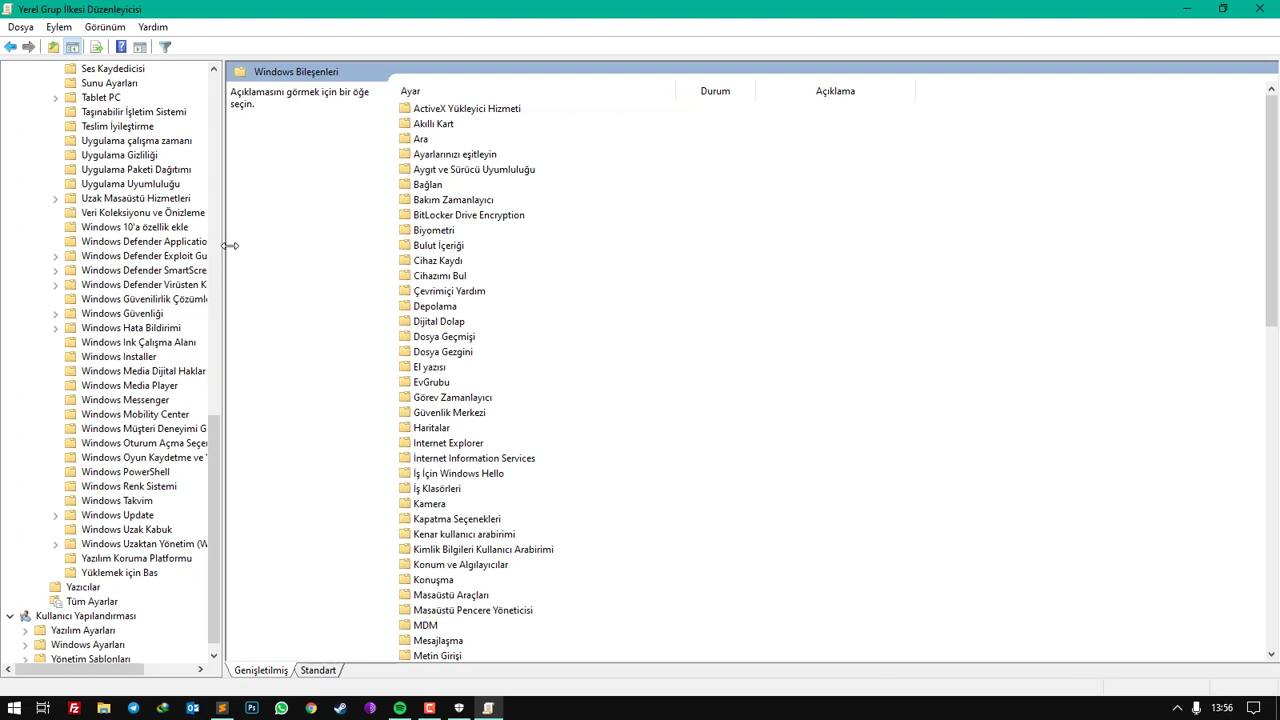 Yerel Grup İlkesi Düzenleyicisi
Dosya Eylem Görünüm Yardım
Ses Kaydedicisi
Sunu Ayarları
Tablet PC
Taşınabilir İşletim Sistemi
Teslim İyileştirme
Uygulama çalışma zamanı
Uygulama Gizliliği
Uygulama Paketi Dağıtımı
Uygulama Uyumluluğu
Uzak Masaüstü Hizmetleri
Veri Koleksiyonu ve Önizleme
Windows 10'a özellik ekle
Windows Defender Applicatio
Windows Defender Exploit Gu
Windows Defender SmartScre
Windows Defender Virüsten K
Windows Güvenilirlik Çözüml
Windows Güvenliği
Windows Hata Bildirimi
Windows Ink Çalışma Alanı
Windows Installer
Windows Media Dijital Haklar
Windows Media Player
Windows Messenger
Windows Mobility Center
Windows Müşteri Deneyimi G
Windows Oturum Açma Seçe
Windows Oyun Kaydetme ve
Windows PowerShell
Windows Renk Sistemi
Windows Takvim
Windows Update
Windows Uzak Kabuk
Windows Uzaktan Yönetim (W
Yazılım Koruma Platformu
Yüklemek için Bas
Yazıcılar
Tüm Ayarlar
Kullanıcı Yapılandırması
Yazılım Ayarları
Windows Ayarları
Yönetim Şablonları
Windows Bileşenleri
Açıklamasını görmek için bir öğe
seçin.
Ayar Durum Açıklama
ActiveX Yükleyici Hizmeti
Akıllı Kart
Ara
Ayarlarınızı eşitleyin
Aygıt ve Sürücü Uyumluluğu
Bağlan
Bakım Zamanlayıcı
BitLocker Drive Encryption
Biyometri
Bulut İçeriği
Cihaz Kaydı
Cihazımı Bul
Çevrimiçi Yardım
Depolama
Dijital Dolap
Dosya Geçmişi
Dosya Gezgini
El yazısı
EvGrubu
Görev Zamanlayıcı
Güvenlik Merkezi
Haritalar
Internet Explorer
İnternet Information Services
İş İçin Windows Hello
İş Klasörleri
Kamera
Kapatma Seçenekleri
Kenar kullanıcı arabirimi
Kimlik Bilgileri Kullanıcı Arabirimi
Konum ve Algılayıcılar
Konuşma
Masaüstü Araçları
Masaüstü Pencere Yöneticisi
MDM
Mesajlaşma
Metin Girişi
Genişletilmiş Standart
13:56